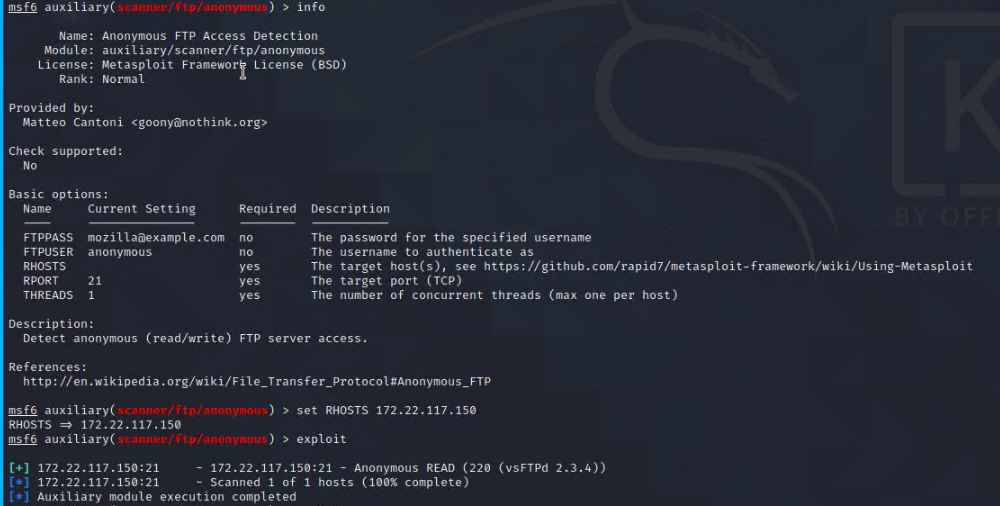 msf6 auxiliary(scanner/ftp/anonymous) > info
Name: Anonymous FTP Access Detection
Module: auxiliary/scanner/ftp/anonymous
License: Metasploit Framework License (BSD)
Rank: Normal
Provided by:
Matteo Cantoni <goony@nothink.org>
Check supported:
No
Basic options:
Name Current Setting Required Description
FTPPASS mozilla@example.com no The password for the specified username
FTPUSER anonymous no The username to authenticate as
RHOSTS yes The target host(s), see https://github.com/rapid7/metasploit-framework/wiki/Using-Metasploit
RPORT 21 yes The target port (TCP)
THREADS 1 yes The number of concurrent threads (max one per host)
Description:
Detect anonymous (read/write) FTP server access.
References:
http://en.wikipedia.org/wiki/File_Transfer_Protocol#Anonymous_FTP
msf6 auxiliary(scanner/ftp/anonymous) > set RHOSTS 172.22.117.150
RHOSTS => 172.22.117.150
msf6 auxiliary(scanner/ftp/anonymous) > exploit
[+] 172.22.117.150:21 - 172.22.117.150:21 - Anonymous READ (220 (vsFTPd 2.3.4))
[*] 172.22.117.150:21 - Scanned 1 of 1 hosts (100% complete)
[*] Auxiliary module execution completed
K
BY OFF